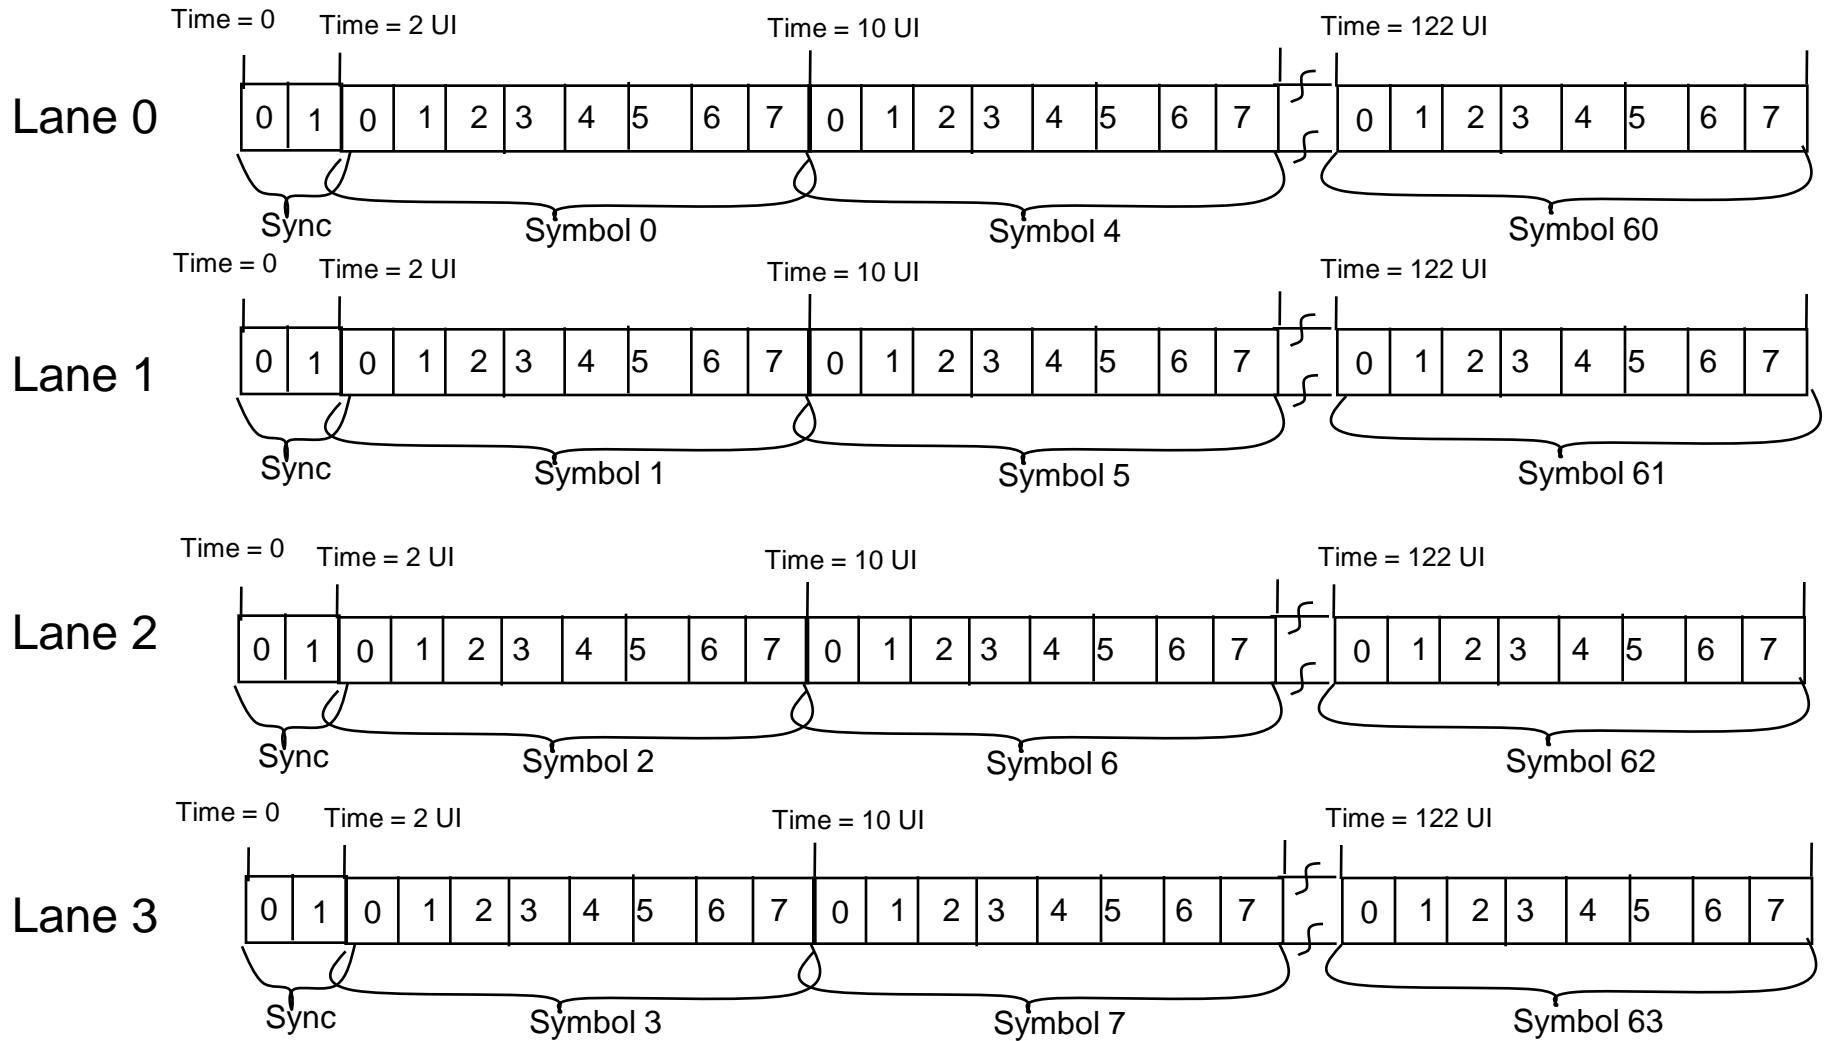 Time = 0 Time = 2 UI Time = 10 UI Time = 122 UI
Lane 0 0 1 0 1 2 3 4 5 6 7 0 1 2 3 4 5 6 7 0 1 2 3 4 5 6 7
Sync Symbol 0 Symbol 4 Symbol 60
Time = 0 Time = 2 UI Time = 10 UI Time = 122 UI
Lane 1 0 1 0 1 2 3 4 5 6 7 0 1 2 3 4 5 6 7 0 1 2 3 4 5 6 7
Sync Symbol 1 Symbol 5 Symbol 61
Time = 0 Time = 2 UI Time = 10 UI Time = 122 UI
Lane 2 0 1 0 1 2 3 4 5 6 7 0 1 2 3 4 5 6 7 0 1 2 3 4 5 6 7
Sync Symbol 2 Symbol 6 Symbol 62
Time = 0 Time = 2 UI Time = 10 UI Time = 122 UI
Lane 3 0 1 0 1 2 3 4 5 6 7 0 1 2 3 4 5 6 7 0 1 2 3 4 5 6 7
Sync Symbol 3 Symbol 7 Symbol 63